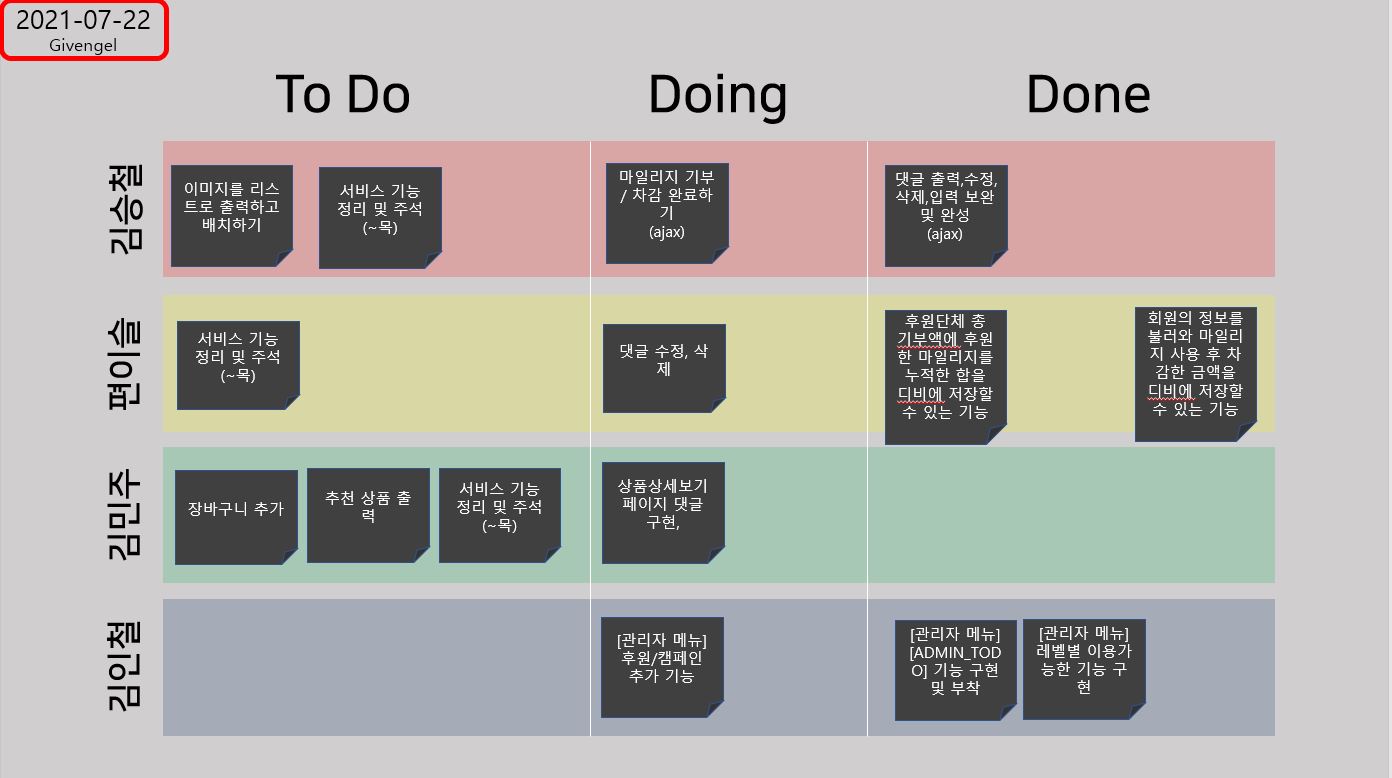 2021-07-22
Givengel
To Do
Doing
Done
김승철
이미지를 리스
트로 출력하고
배치하기
서비스 기능
정리 및 주석
(~목)
마일리지 기부
/ 차감 완료하
기
(ajax)
댓글 출력,수정,
삭제,입력 보완
및 완성
(ajax)
편이슬
서비스 기능
정리 및 주석
(~목)
댓글 수정, 삭
제
후원단체 총
기부액에 후원
한 마일리지를
누적한 합을
디비에 저장할
수 있는 기능
회원의 정보를
불러와 마일리
지 사용 후 차
감한 금액을
디비에 저장할
수 있는 기능
김민주
장바구니 추가
추천 상품 출
력
서비스 기능
정리 및 주석
(~목)
상품상세보기
페이지 댓글
구현,
김인철
[관리자 메뉴]
후원/캠페인
추가 기능
[관리자 메뉴]
[ADMIN_TOD
O] 기능 구현
및 부착
[관리자 메뉴]
레벨별 이용가
능한 기능 구
현